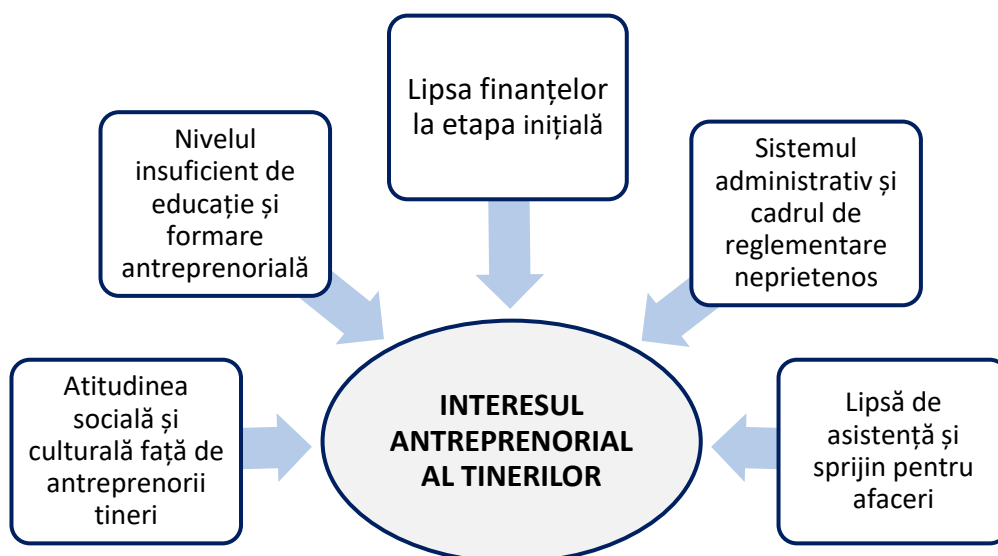 Atitudinea
socială și
culturală față de
antreprenorii
tineri
Nivelul
insuficient de
educație și
formare
antreprenorială
Lipsa finanțelor
la etapa inițială
Sistemul
administrativ și
cadrul de
reglementare
neprietenos
Lipsă de
asistență și
sprijin pentru
afaceri
INTERESUL
ANTREPRENORIAL
AL TINERILOR